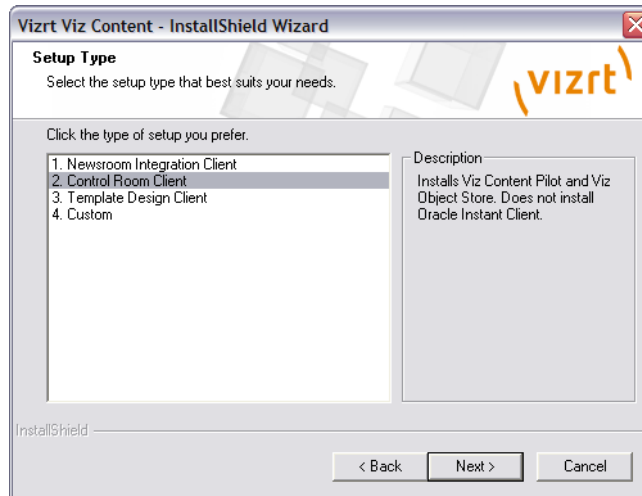 Vizrt Viz Content - InstallShield Wizard
Setup Type
Select the setup type that best suits your needs.
vizrt
Click the type of setup you prefer.
1. Newsroom Integration Client
2. Control Room Client
3. Template Design Client
4. Custom
Description
Installs Viz Content Pilot and Viz
Object Store. Does not install
Oracle Instant Client.
InstallShield
< Back
Next >
Cancel